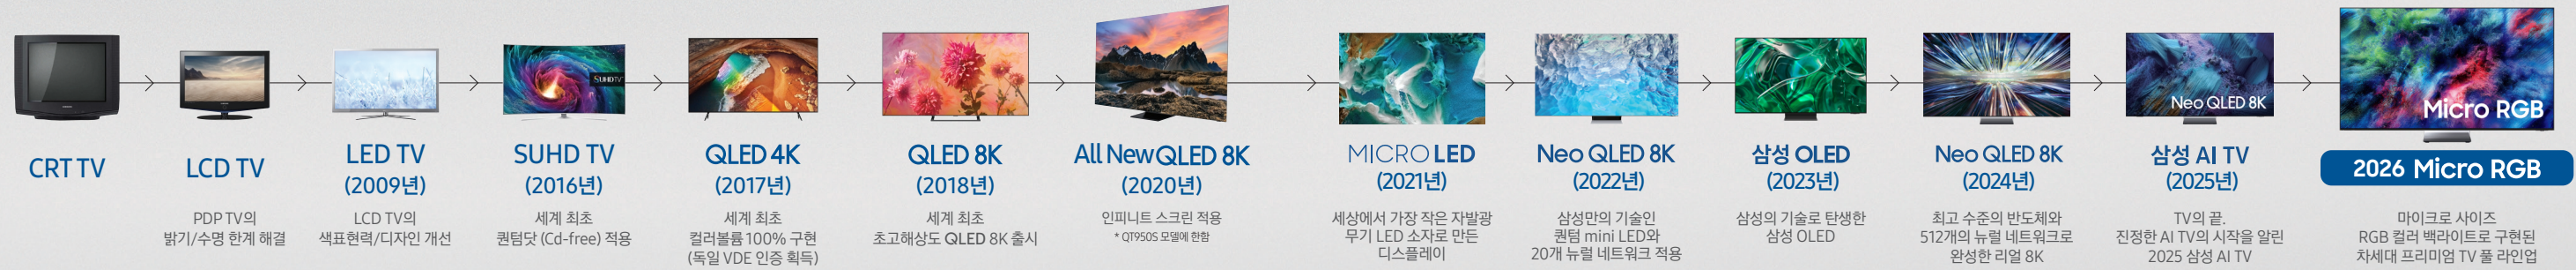 CRT TV
LCD TV
PDP TV의
밝기/수명 한계 해결
LED TV
(2009년)
LCD TV의
색표현력/디자인 개선
SUHD TV
SUHD TV
(2016년)
세계 최초
퀀텀닷 (Cd-free) 적용
QLED 4K
(2017년)
세계 최초
컬러볼륨 100% 구현
(독일 VDE 인증 획득)
QLED 8K
(2018년)
세계 최초
초고해상도 QLED 8K 출시
All New QLED 8K
(2020년)
인피니트 스크린 적용
* QT950S 모델에 한함
MICRO LED
(2021년)
세상에서 가장 작은 자발광
무기 LED 소자로 만든
디스플레이
Neo QLED 8K
(2022년)
삼성만의 기술인
퀀텀 mini LED와
20개 뉴럴 네트워크 적용
삼성 OLED
(2023년)
삼성의 기술로 탄생한
삼성 OLED
Neo QLED 8K
(2024년)
최고 수준의 반도체와
512개의 뉴럴 네트워크로
완성한 리얼 8K
Neo QLED 8K
삼성 AI TV
(2025년)
TV의 끝.
진정한 AI TV의 시작을 알린
2025 삼성 AI TV
Micro RGB
2026 Micro RGB
마이크로 사이즈
RGB 컬러 백라이트로 구현된
차세대 프리미엄 TV 풀 라인업